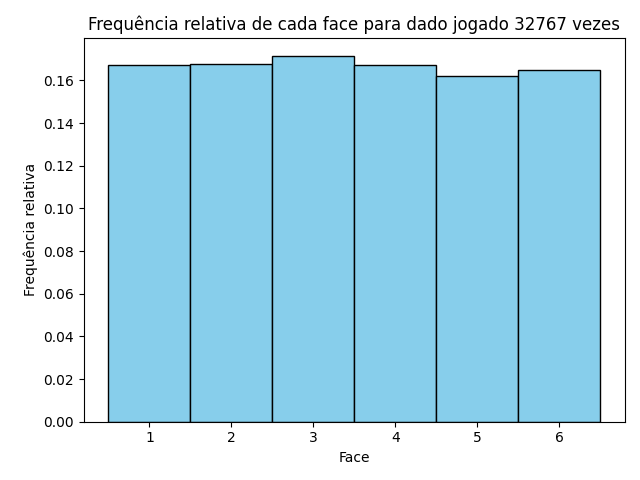 Frequência relativa de cada face para dado jogado 32767 vezes
0.16
0.14
0.12
0.10
0.08
0.06
0.04
0.02
0.00
Frequência relativa
1 2 3 4 5 6
Face